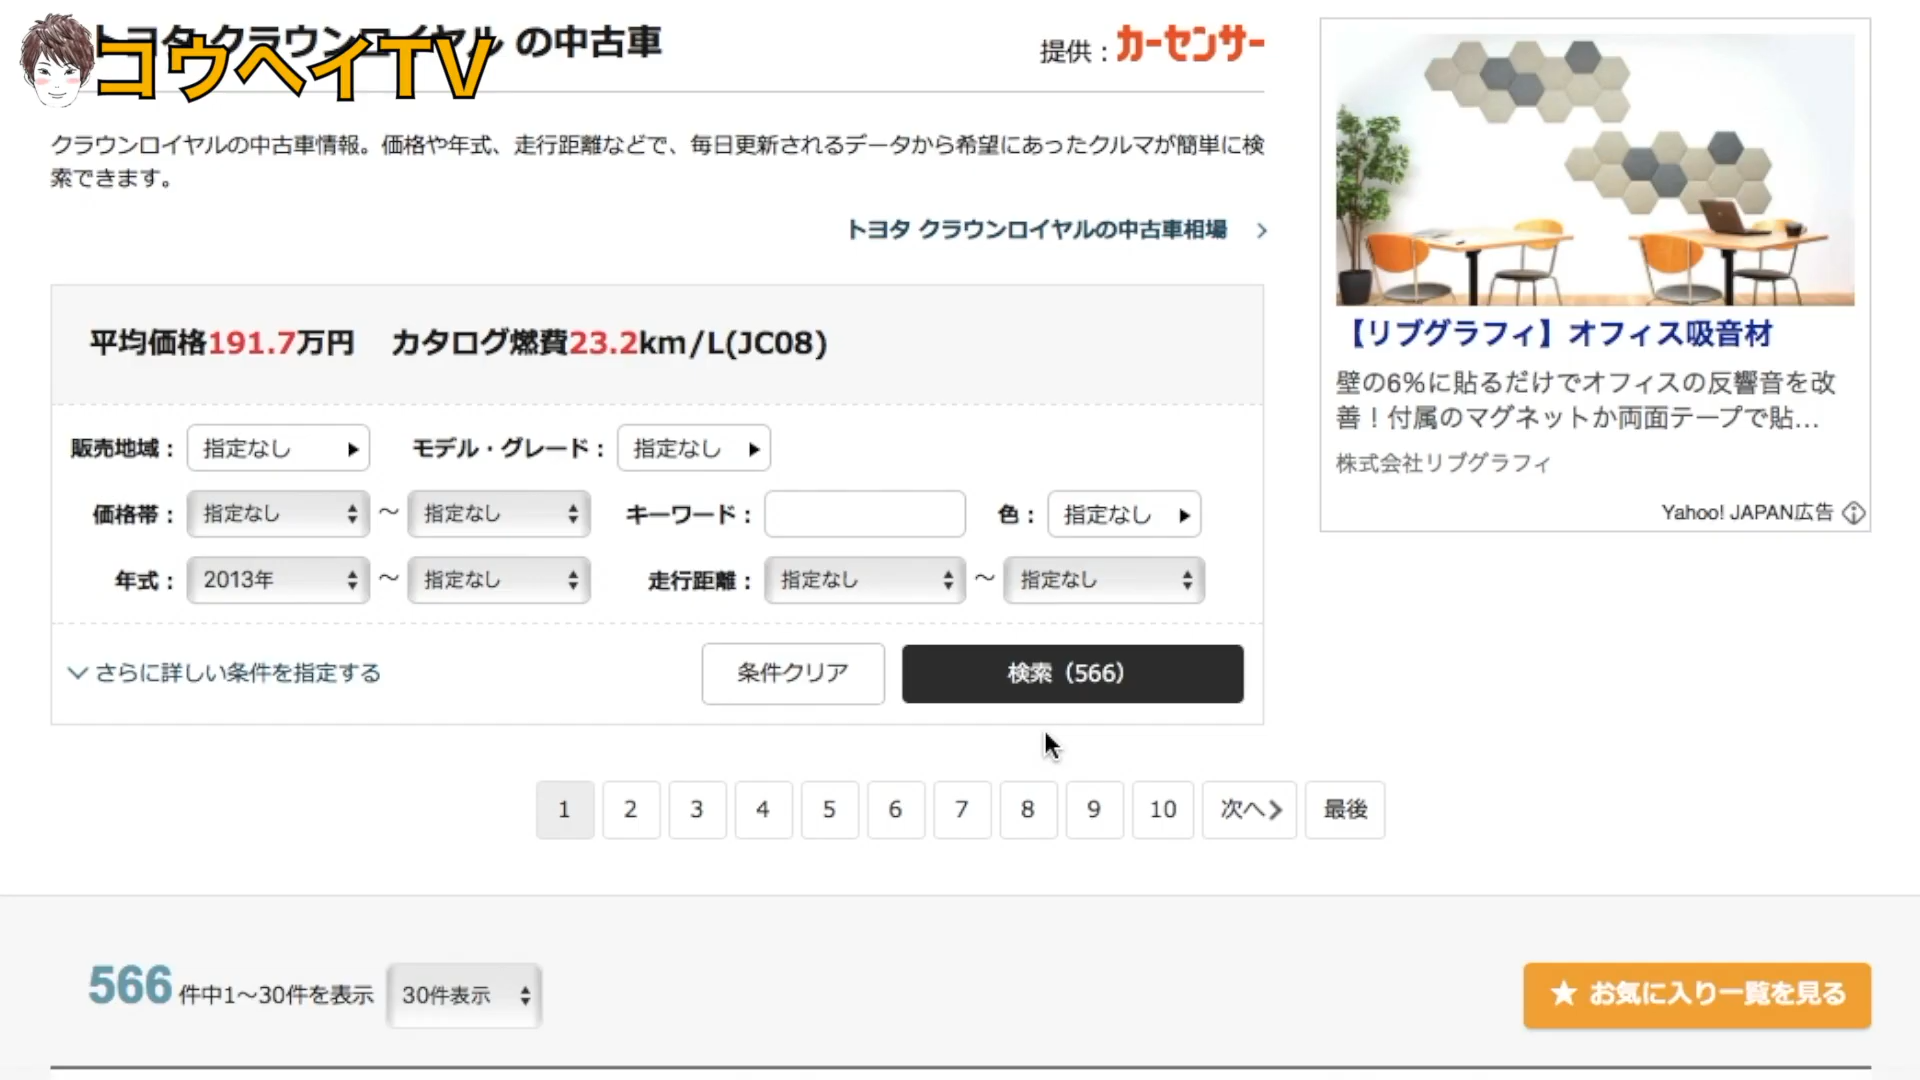 トヨタ クラウンロイヤル の中古車
コウヘイTV
提供：カーセンサー
クラウンロイヤルの中古車情報。価格や年式、走行距離などで、毎日更新されるデータから希望にあったクルマが簡単に検
索できます。
トヨタ クラウンロイヤルの中古車相場
平均価格191.7万円 カタログ燃費23.2km/L(JC08)
販売地域： 指定なし モデル・グレード： 指定なし
価格帯： 指定なし ～ 指定なし キーワード： 色： 指定なし
年式： 2013年 ～ 指定なし 走行距離： 指定なし ～ 指定なし
さらに詳しい条件を指定する 条件クリア 検索（566）
1 2 3 4 5 6 7 8 9 10 次へ 最後
566 件中1～30件を表示 30件表示
★ お気に入り一覧を見る
【リブグラフィ】オフィス吸音材
壁の6%に貼るだけでオフィスの反響音を改
善！付属のマグネットか両面テープで貼...
株式会社リブグラフィ
Yahoo! JAPAN広告